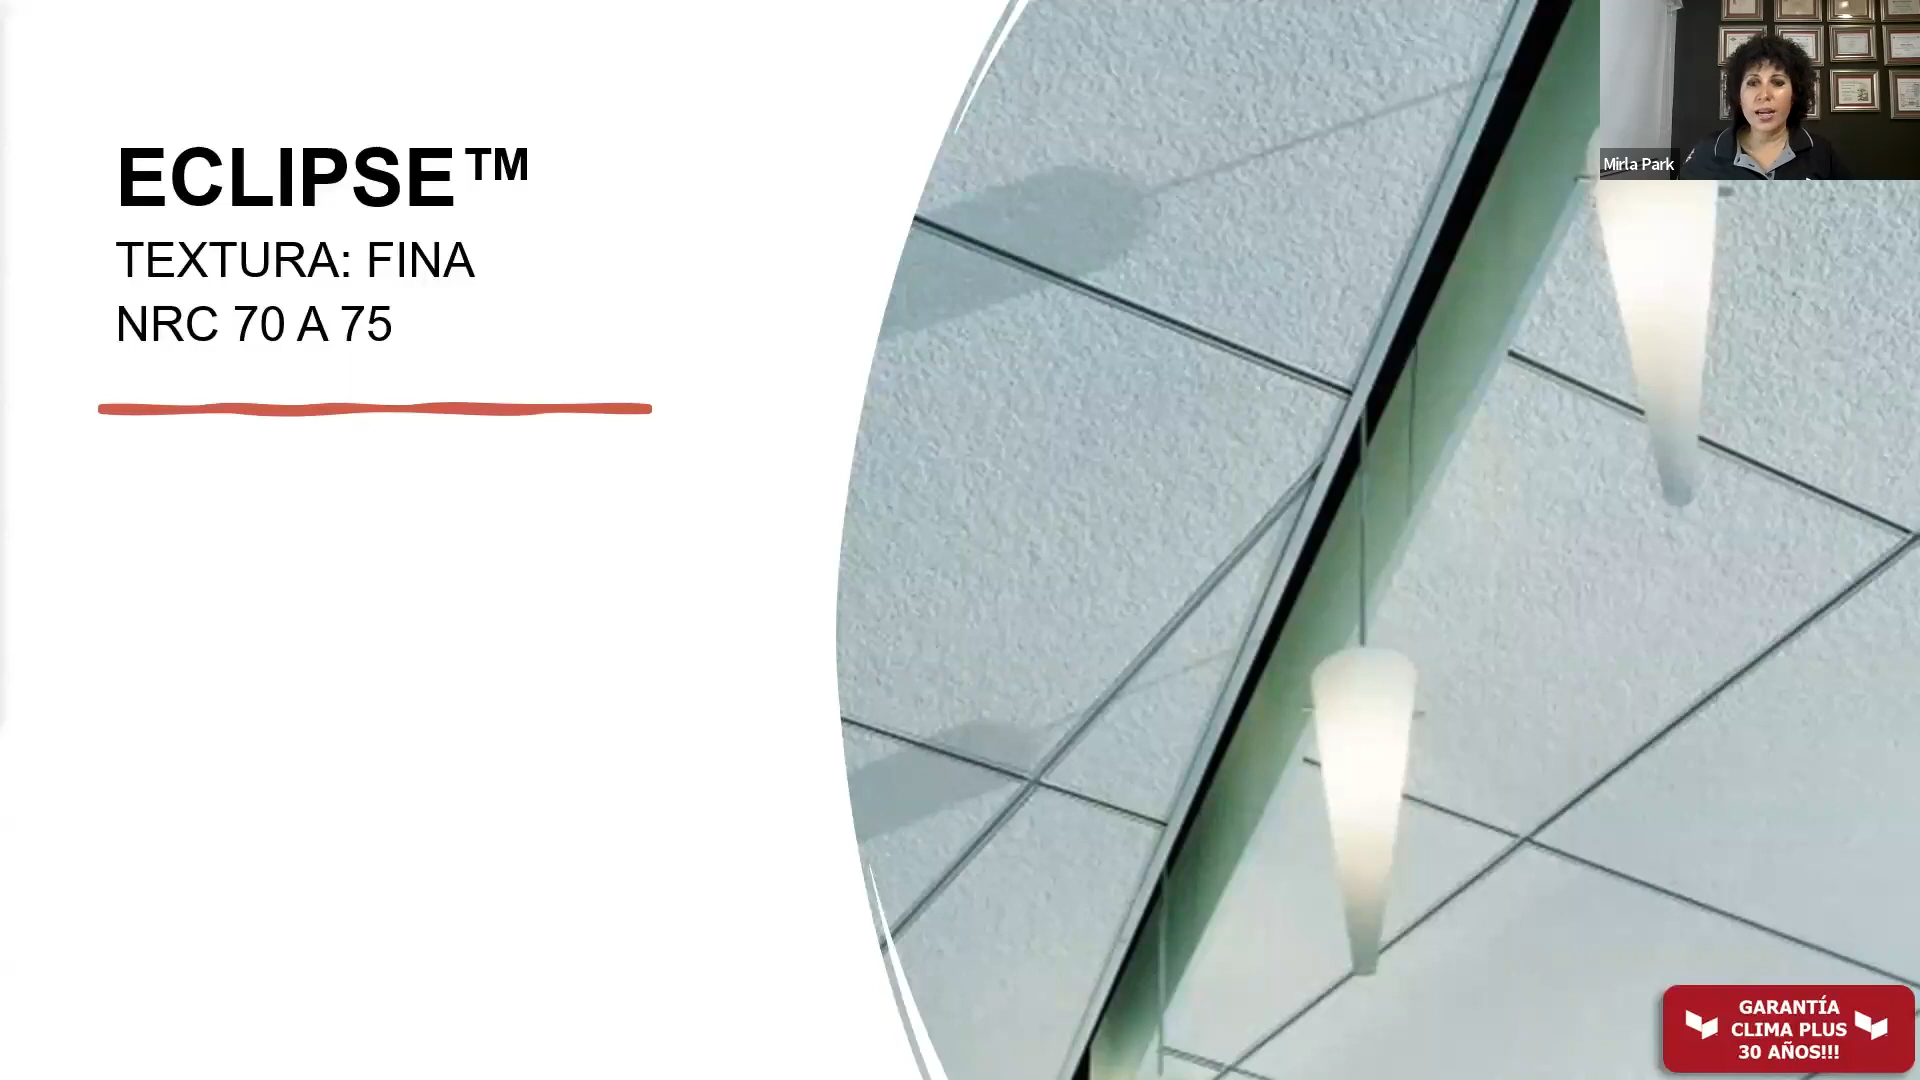 ECLIPSE™
TEXTURA: FINA
NRC 70 A 75
Mirla Park
GARANTÍA
CLIMA PLUS
30 AÑOS!!!